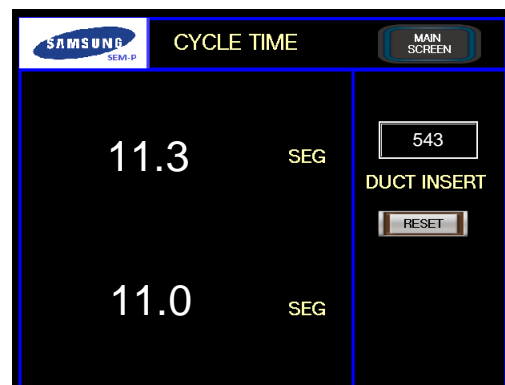 SAMSUNG
SEM-P
CYCLE TIME
MAIN
SCREEN
11.3 SEG
543
DUCT INSERT
RESET
11.0 SEG